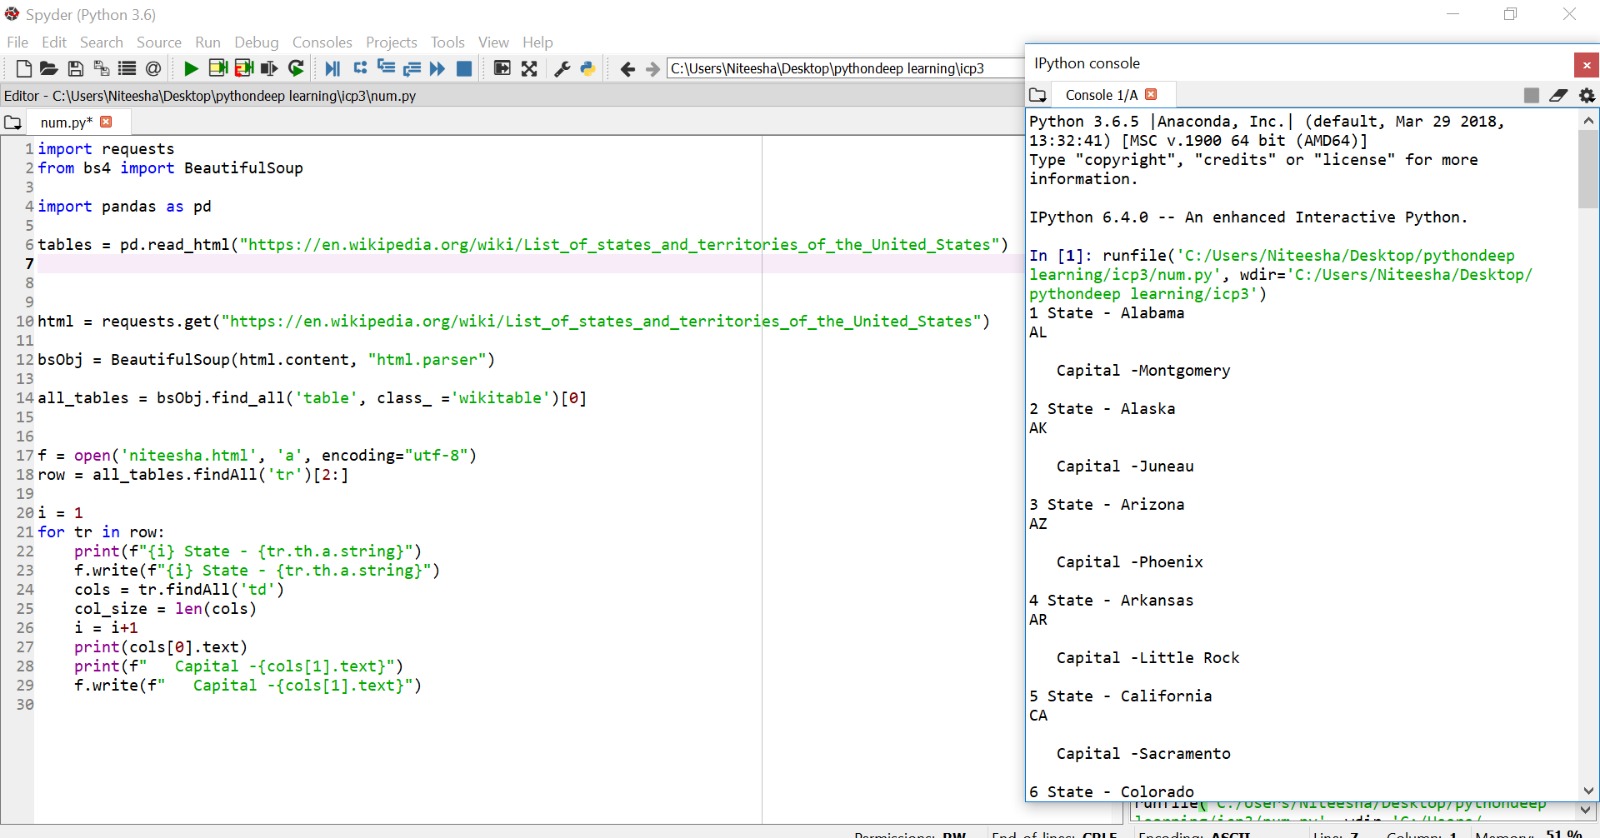 Spyder (Python 3.6)
File Edit Search Source Run Debug Consoles Projects Tools View Help
C:\Users\Niteesha\Desktop\pythondeep learning\icp3
Editor - C:\Users\Niteesha\Desktop\pythondeep learning\icp3\num.py
num.py*
1 import requests
2 from bs4 import BeautifulSoup
3
4 import pandas as pd
5
6 tables = pd.read_html("https://en.wikipedia.org/wiki/List_of_states_and_territories_of_the_United_States")
7
8
9
10 html = requests.get("https://en.wikipedia.org/wiki/List_of_states_and_territories_of_the_United_States")
11
12 bsObj = BeautifulSoup(html.content, "html.parser")
13
14 all_tables = bsObj.find_all('table', class_ ='wikitable')[0]
15
16
17 f = open('niteesha.html', 'a', encoding="utf-8")
18 row = all_tables.findAll('tr')[2:]
19
20 i = 1
21 for tr in row:
22     print(f"{i} State - {tr.th.a.string}")
23     f.write(f"{i} State - {tr.th.a.string}")
24     cols = tr.findAll('td')
25     col_size = len(cols)
26     i = i+1
27     print(cols[0].text)
28     print(f"   Capital -{cols[1].text}")
29     f.write(f"   Capital -{cols[1].text}")
30
IPython console
Console 1/A
Python 3.6.5 |Anaconda, Inc.| (default, Mar 29 2018,
13:32:41) [MSC v.1900 64 bit (AMD64)]
Type "copyright", "credits" or "license" for more
information.
IPython 6.4.0 -- An enhanced Interactive Python.
In [1]: runfile('C:/Users/Niteesha/Desktop/pythondeep
learning/icp3/num.py', wdir='C:/Users/Niteesha/Desktop/
pythondeep learning/icp3')
1 State - Alabama
AL
   Capital -Montgomery
2 State - Alaska
AK
   Capital -Juneau
3 State - Arizona
AZ
   Capital -Phoenix
4 State - Arkansas
AR
   Capital -Little Rock
5 State - California
CA
   Capital -Sacramento
6 State - Colorado
runfile('C:/Users/Niteesha/Desktop/pythondeep
learning/icp3/num.py', wdir='C:/Users/
Permissions: RW End-of-lines: CRLF Encoding: ASCII Line: 7 Column: 1 Memory: 51 %